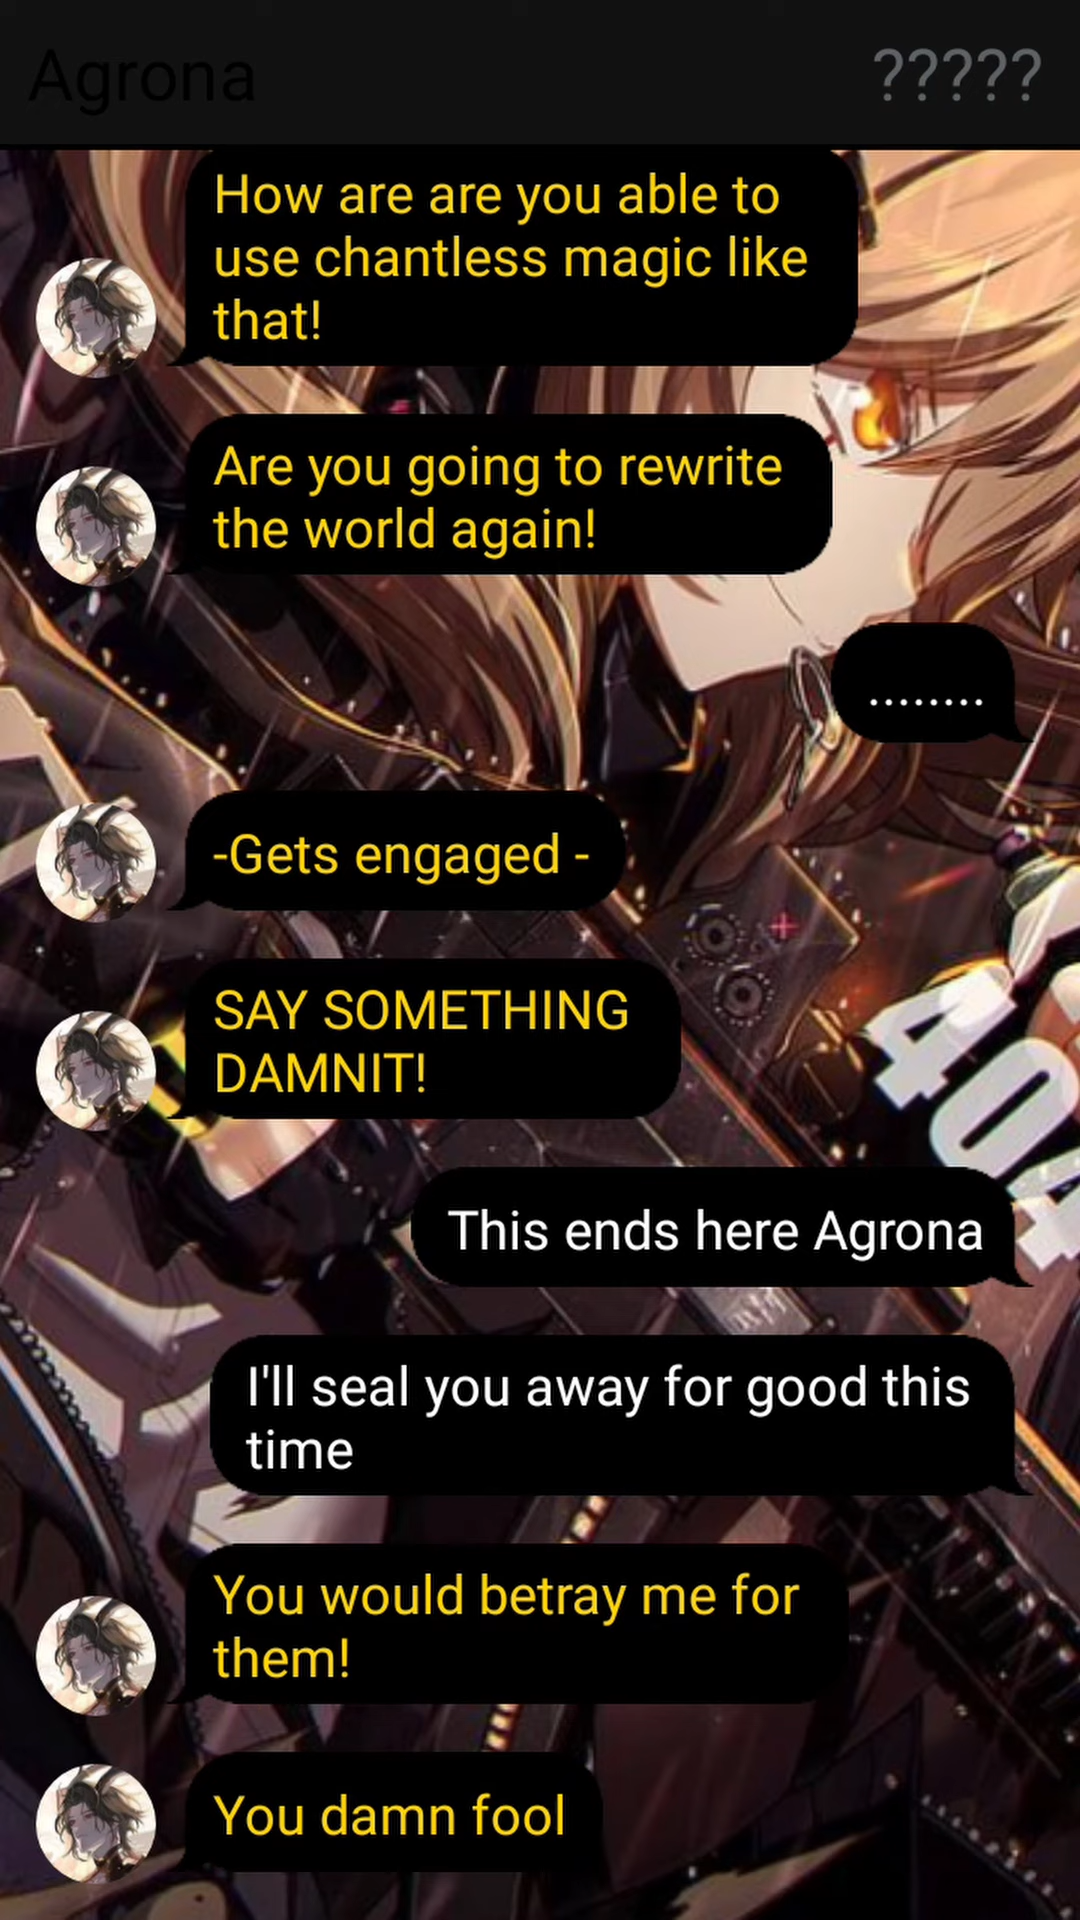 Agrona
?????
How are are you able to
use chantless magic like
that!
Are you going to rewrite
the world again!
........
-Gets engaged -
SAY SOMETHING
DAMNIT!
404
This ends here Agrona
I'll seal you away for good this
time
You would betray me for
them!
You damn fool